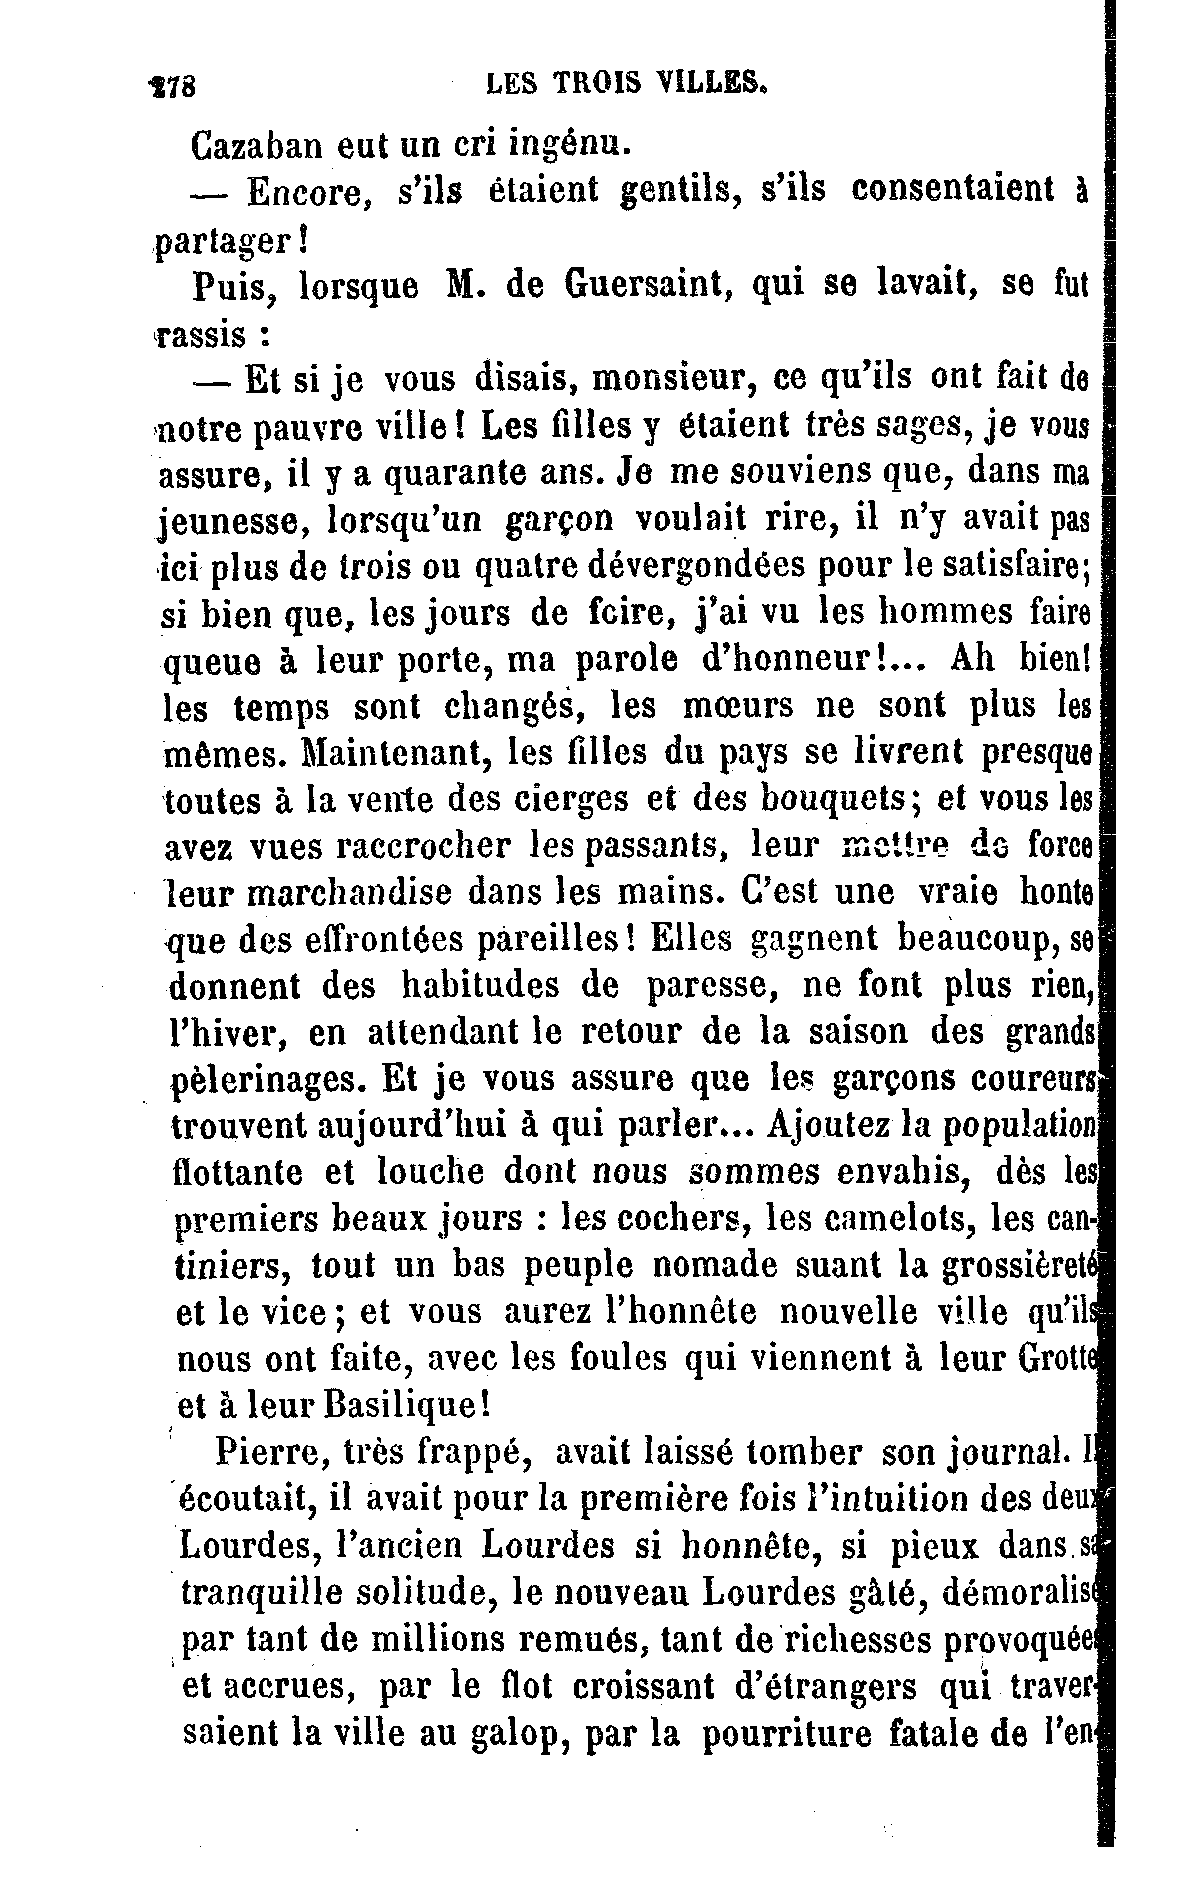 278 LES TROIS VILLES.
Cazaban eut un cri ingénu.
— Encore, s'ils étaient gentils, s'ils consentaient à
partager !
Puis, lorsque M. de Guersaint, qui se lavait, se fut
rassis :
— Et si je vous disais, monsieur, ce qu'ils ont fait de
notre pauvre ville ! Les filles y étaient très sages, je vous
assure, il y a quarante ans. Je me souviens que, dans ma
jeunesse, lorsqu'un garçon voulait rire, il n'y avait pas
ici plus de trois ou quatre dévergondées pour le satisfaire;
si bien que, les jours de foire, j'ai vu les hommes faire
queue à leur porte, ma parole d'honneur!... Ah bien!
les temps sont changés, les mœurs ne sont plus les
mêmes. Maintenant, les filles du pays se livrent presque
toutes à la vente des cierges et des bouquets; et vous les
avez vues raccrocher les passants, leur mettre de force
leur marchandise dans les mains. C'est une vraie honte
que des effrontées pareilles! Elles gagnent beaucoup, se
donnent des habitudes de paresse, ne font plus rien,
l'hiver, en attendant le retour de la saison des grands
pèlerinages. Et je vous assure que les garçons coureurs
trouvent aujourd'hui à qui parler... Ajoutez la population
flottante et louche dont nous sommes envahis, dès les
premiers beaux jours : les cochers, les camelots, les can-
tiniers, tout un bas peuple nomade suant la grossièreté
et le vice; et vous aurez l'honnête nouvelle ville qu'ils
nous ont faite, avec les foules qui viennent à leur Grotte
et à leur Basilique!
Pierre, très frappé, avait laissé tomber son journal. Il
écoutait, il avait pour la première fois l'intuition des deux
Lourdes, l'ancien Lourdes si honnête, si pieux dans sa
tranquille solitude, le nouveau Lourdes gâté, démoralisé
par tant de millions remués, tant de richesses provoquées
et accrues, par le flot croissant d'étrangers qui traver-
saient la ville au galop, par la pourriture fatale de l'en-